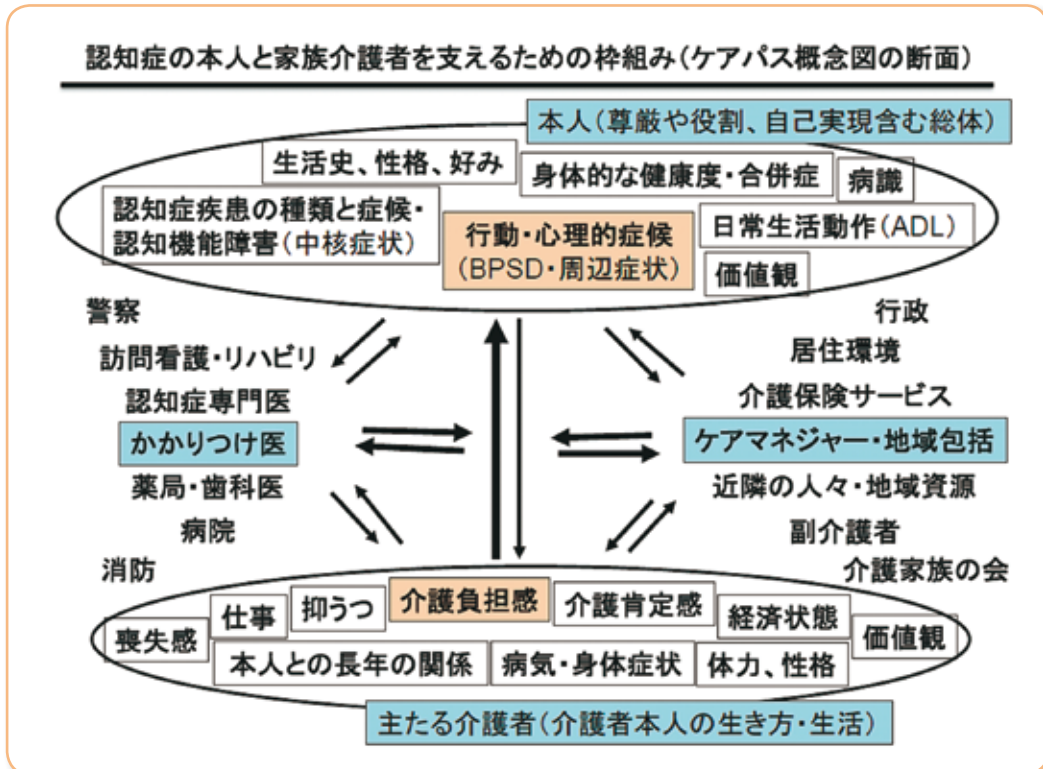 認知症の本人と家族介護者を支えるための枠組み(ケアパス概念図の断面)
本人(尊厳や役割、自己実現含む総体)
生活史、性格、好み
身体的な健康度・合併症
病識
認知症疾患の種類と症候・
認知機能障害(中核症状)
行動・心理的症候
(BPSD・周辺症状)
日常生活動作(ADL)
価値観
警察
訪問看護・リハビリ
認知症専門医
かかりつけ医
薬局・歯科医
病院
消防
行政
居住環境
介護保険サービス
ケアマネジャー・地域包括
近隣の人々・地域資源
副介護者
介護家族の会
喪失感
仕事
抑うつ
介護負担感
介護肯定感
経済状態
価値観
本人との長年の関係
病気・身体症状
体力、性格
主たる介護者(介護者本人の生き方・生活)